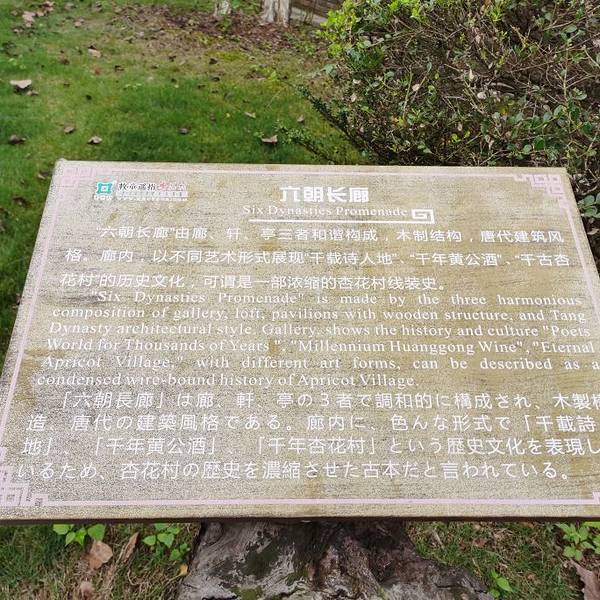 牧童遥指
六朝长廊
Six Dynasties Promenade
"六朝长廊"由廊、轩、亭三者和谐构成，木制结构，唐代建筑风
格。廊内，以不同艺术形式展现"千载诗人地"、"千年黄公酒"、"千古杏
花村"的历史文化，可谓是一部浓缩的杏花村线装史。
"Six Dynastics Promenade" is made by the three harmonious
composition of gallery, loft, pavilions with wooden structure, and Tang
Dynasty architectural style. Gallery, shows the history and culture "Poets
World for Thousands of Years ", "Millennium Huanggong Wine", "Eternal
Apricot Village," with different art forms, can be described as a
condensed wire-bound history of Apricot Village.
「六朝長廊」は廊、軒、亭の3者で調和的に構成され、木製構
造、唐代の建築風格である。廊内に、色んな形式で「千載詩
地」、「千年黄公酒」、「千年杏花村」という歴史文化を表現し
いるため、杏花村の歴史を濃縮させた古本だと言われている。